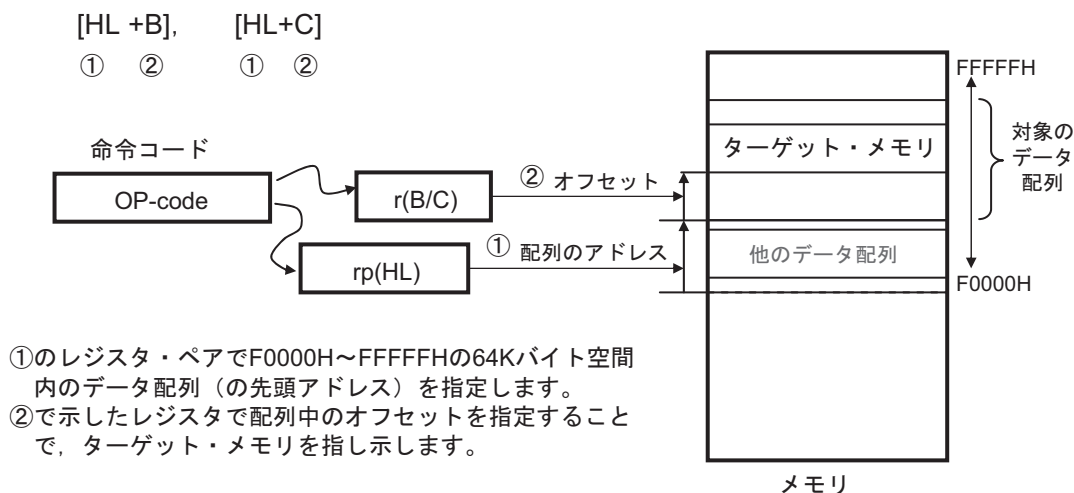 [HL +B],　[HL+C]
①　②　①　②
FFFFFH
対象の
データ
配列
命令コード
ターゲット・メモリ
OP-code
r(B/C)
② オフセット
① 配列のアドレス
他のデータ配列
rp(HL)
F0000H
①のレジスタ・ペアでF0000H～FFFFFHの64Kバイト空間
内のデータ配列（の先頭アドレス）を指定します。
②で示したレジスタで配列中のオフセットを指定すること
で，ターゲット・メモリを指し示します。
メモリ